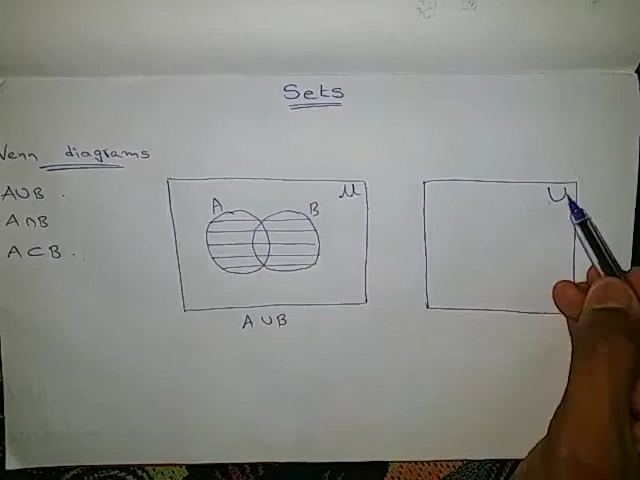 Sets
Venn diagrams
A∪B.
A∩B
A⊂B.
A B μ
A∪B